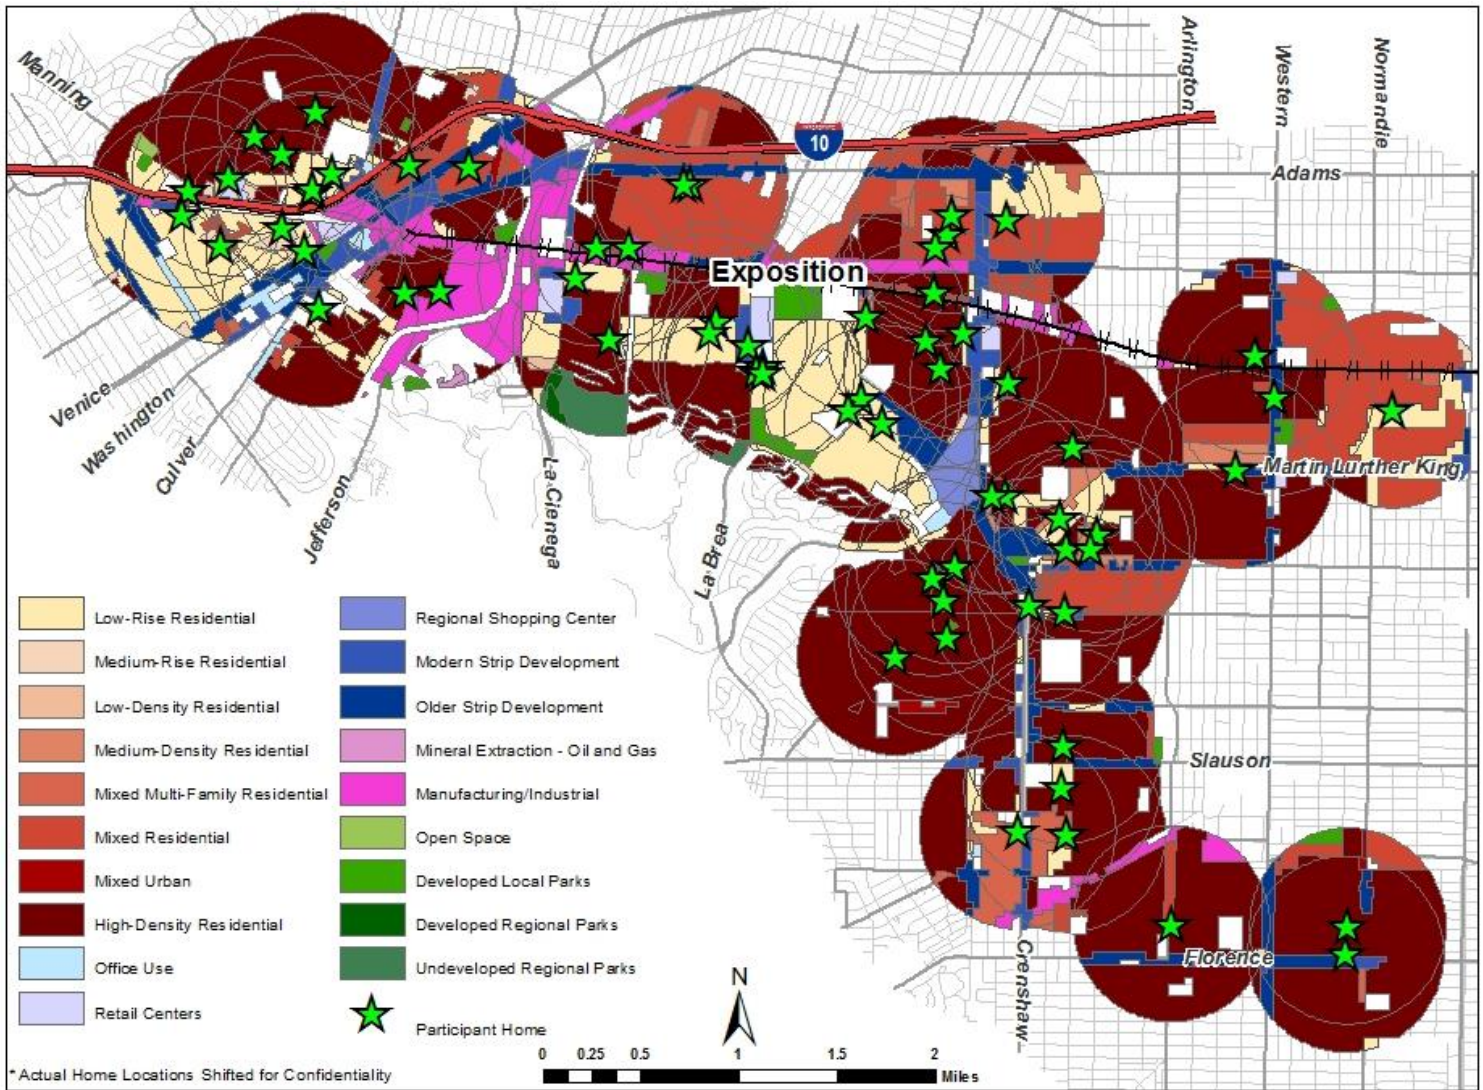 Manning
Arlington
Western
Normandie
INTERSTATE
10
Adams
Exposition
Venice
Washington
Culver
Jefferson
La Cienega
La Brea
Martin Lurther King
Slauson
Florence
Crenshaw
Low-Rise Residential
Medium-Rise Residential
Low-Density Residential
Medium-Density Residential
Mixed Multi-Family Residential
Mixed Residential
Mixed Urban
High-Density Residential
Office Use
Retail Centers
Regional Shopping Center
Modern Strip Development
Older Strip Development
Mineral Extraction - Oil and Gas
Manufacturing/Industrial
Open Space
Developed Local Parks
Developed Regional Parks
Undeveloped Regional Parks
Participant Home
N
0 0.25 0.5 1 1.5 2
Miles
*Actual Home Locations Shifted for Confidentiality